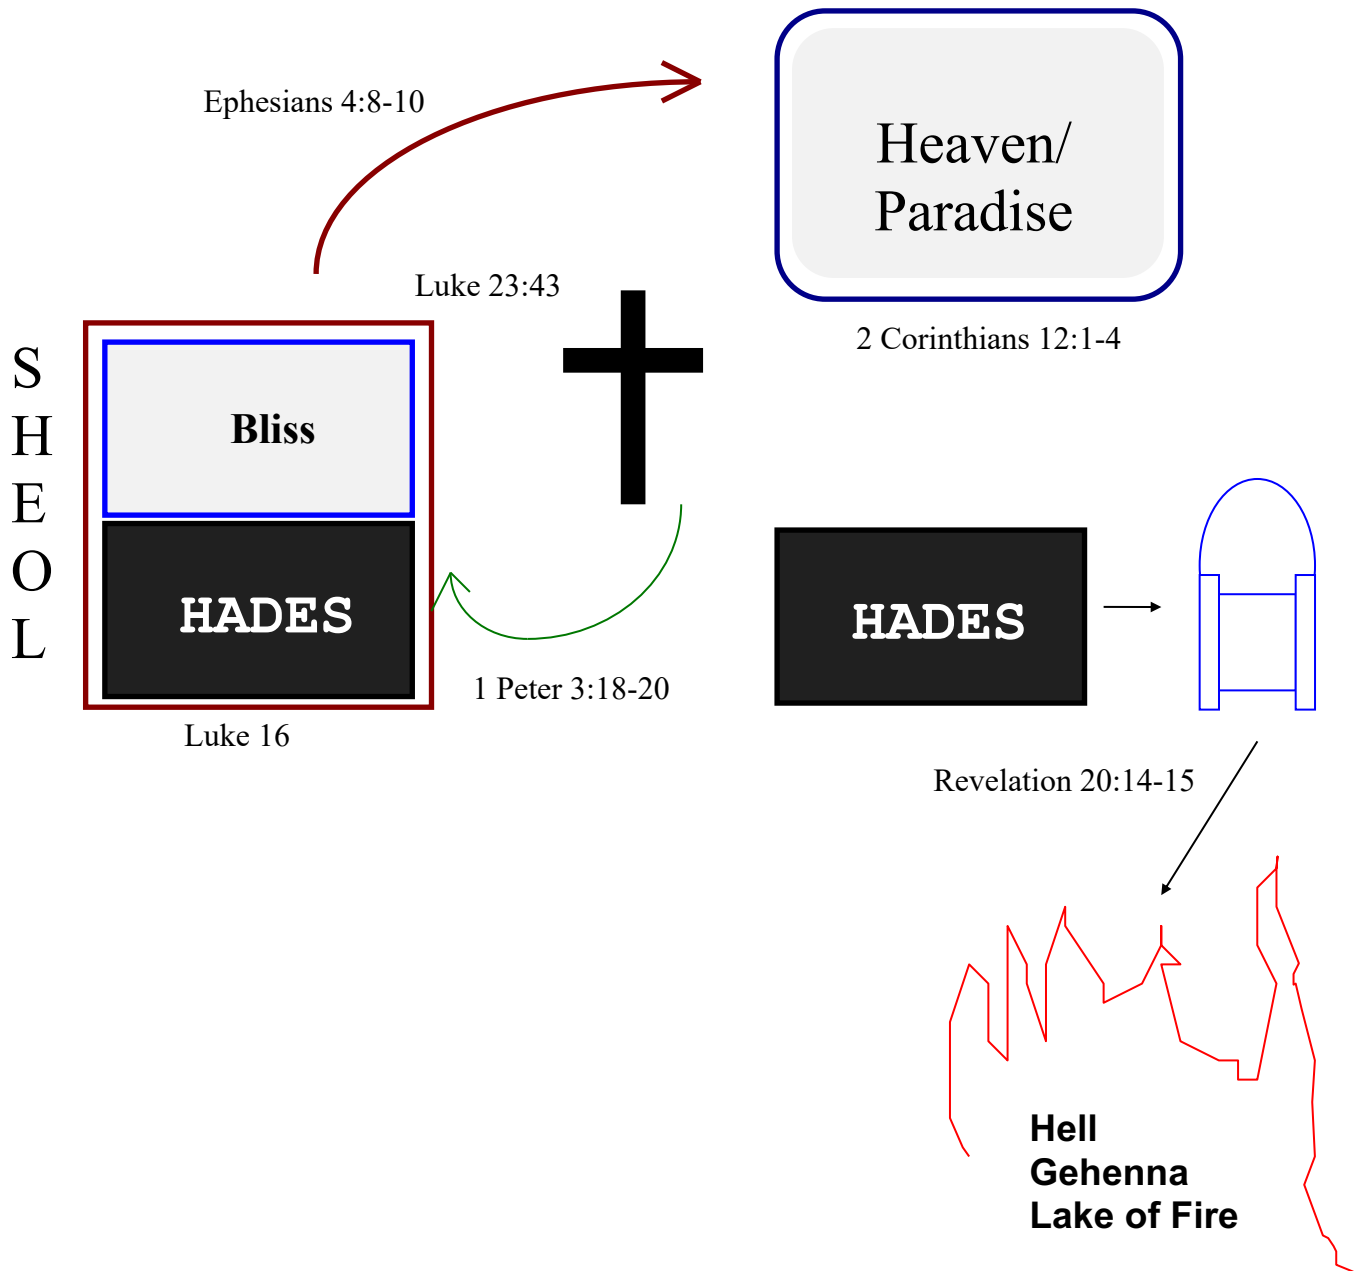 Ephesians 4:8-10
Heaven/
Paradise
Luke 23:43
2 Corinthians 12:1-4
S
H
E
O
L
Bliss
HADES
HADES
1 Peter 3:18-20
Luke 16
Revelation 20:14-15
Hell
Gehenna
Lake of Fire